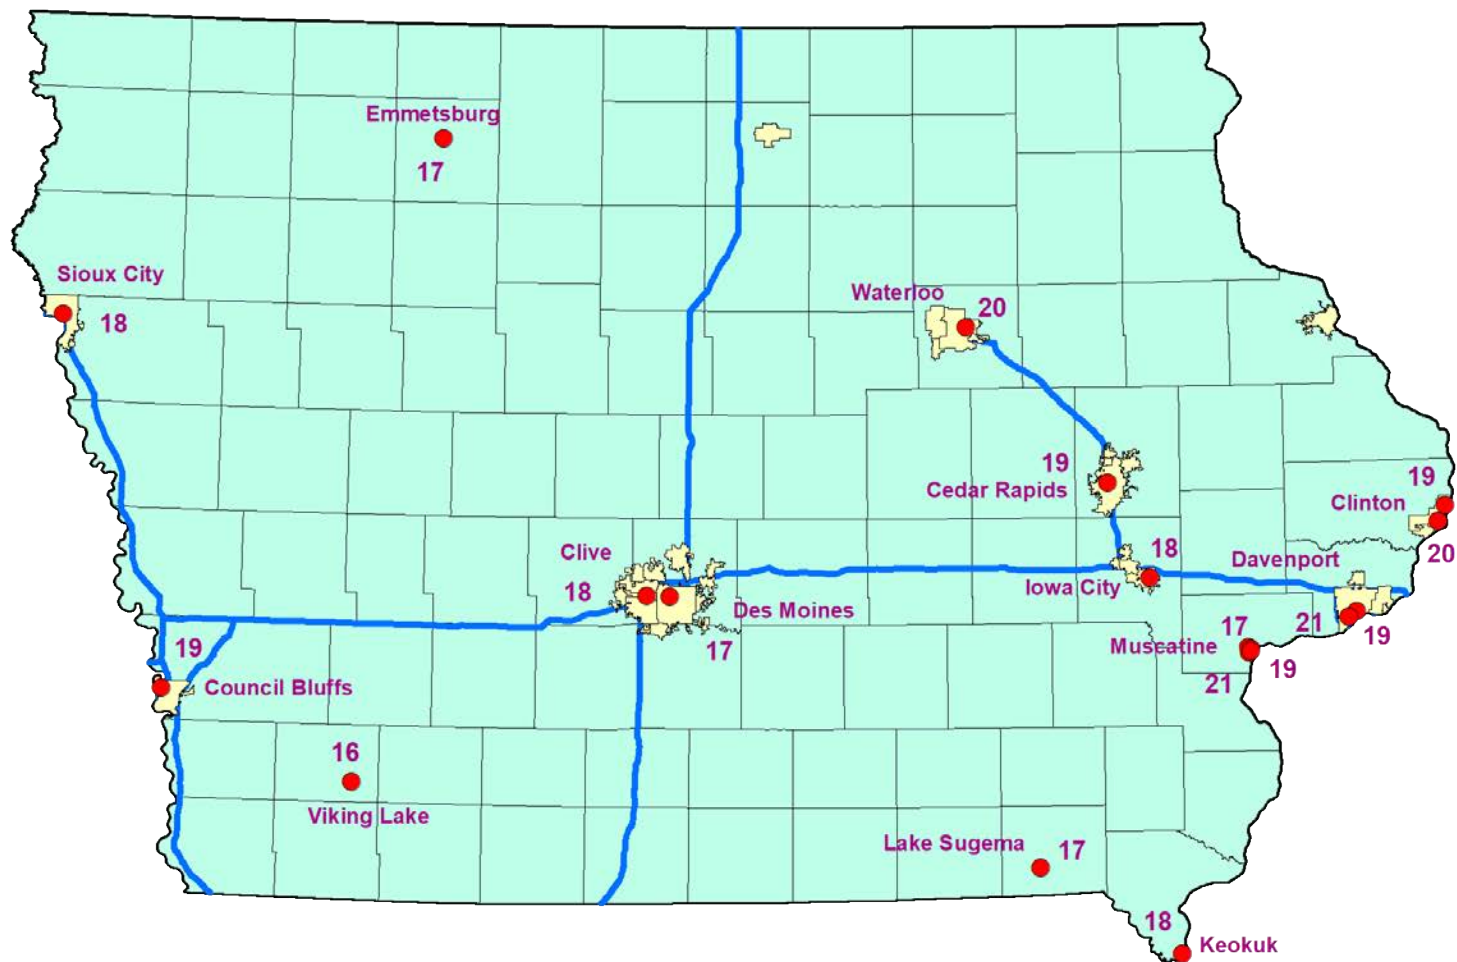 Emmetsburg
17
Sioux City
18
Waterloo
20
19
Cedar Rapids
19
Clinton
20
Clive
18
Des Moines
17
18
Iowa City
Davenport
21
19
17
Muscatine
19
21
19
Council Bluffs
16
Viking Lake
Lake Sugema
17
18
Keokuk